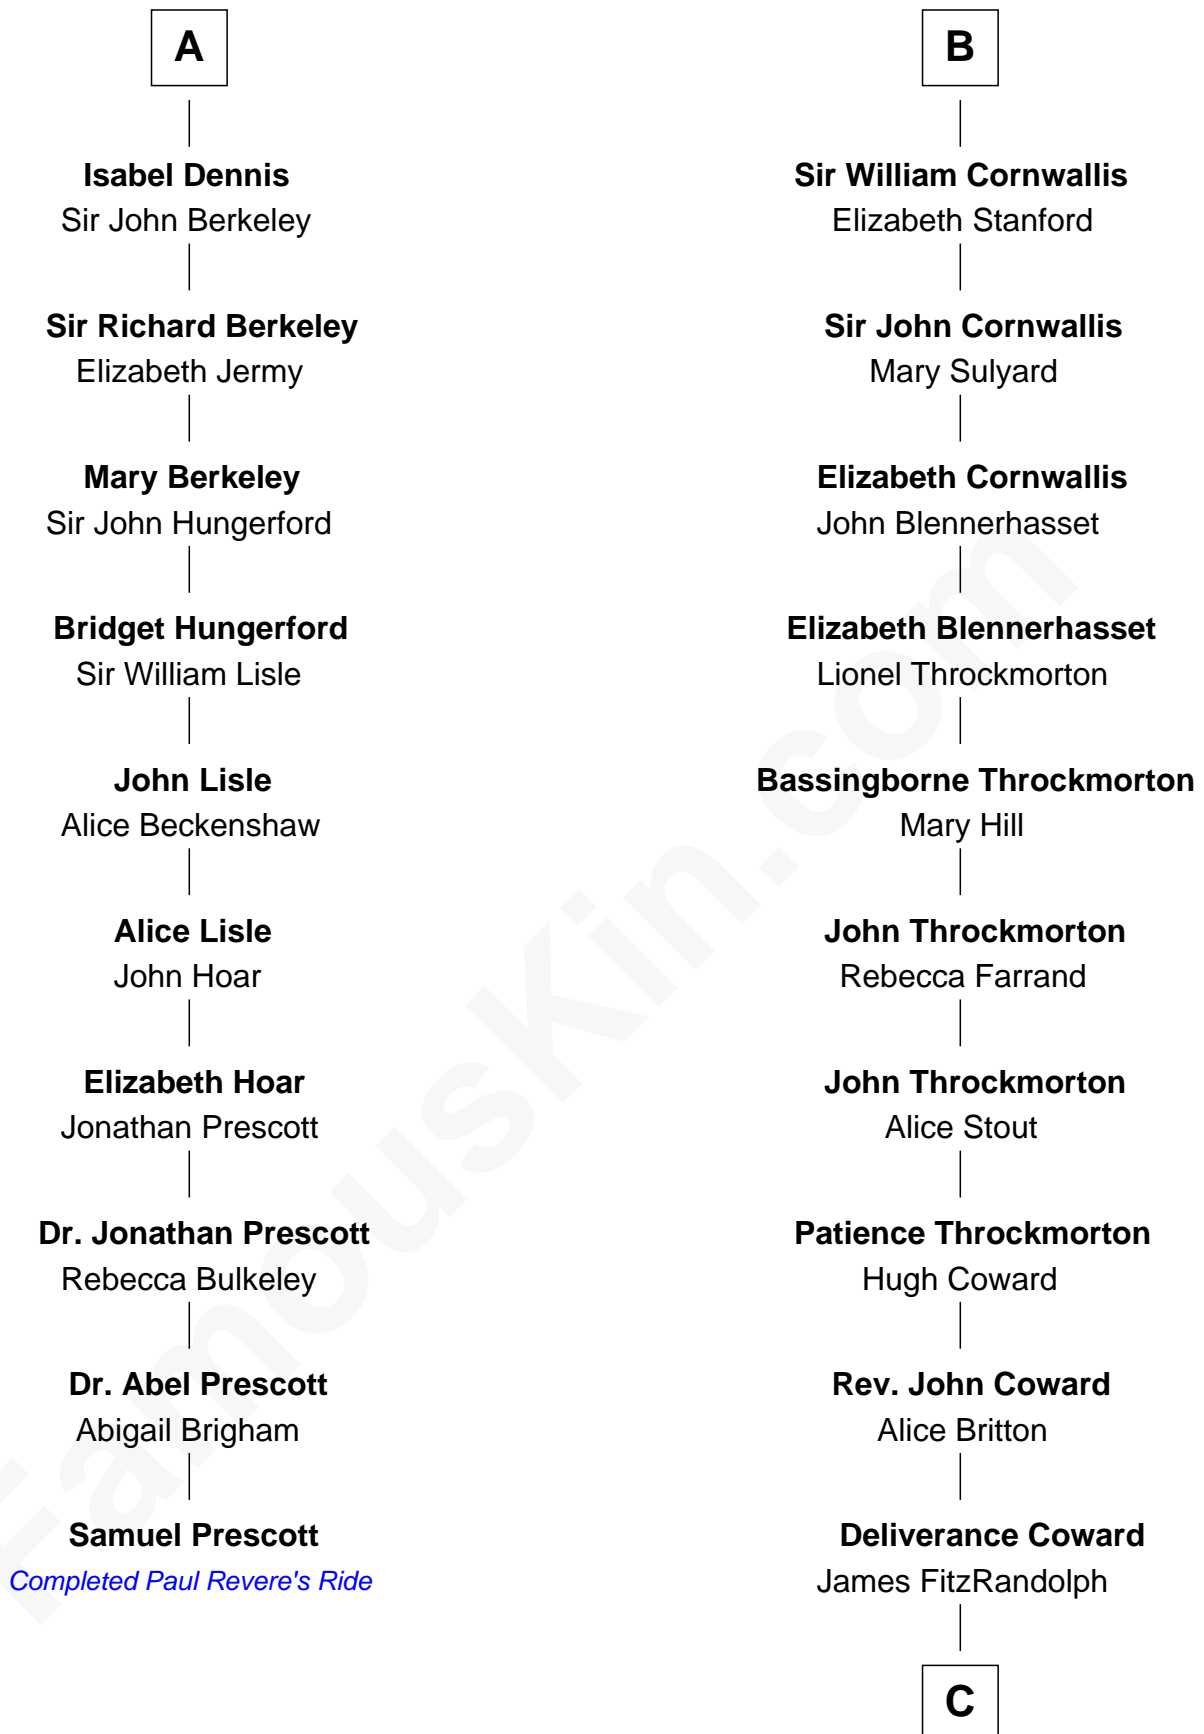 A
Isabel Dennis
Sir John Berkeley
Sir Richard Berkeley
Elizabeth Jermy
Mary Berkeley
Sir John Hungerford
Bridget Hungerford
Sir William Lisle
John Lisle
Alice Beckenshaw
Alice Lisle
John Hoar
Elizabeth Hoar
Jonathan Prescott
Dr. Jonathan Prescott
Rebecca Bulkeley
Dr. Abel Prescott
Abigail Brigham
Samuel Prescott
Completed Paul Revere's Ride
B
Sir William Cornwallis
Elizabeth Stanford
Sir John Cornwallis
Mary Sulyard
Elizabeth Cornwallis
John Blennerhasset
Elizabeth Blennerhasset
Lionel Throckmorton
Bassingborne Throckmorton
Mary Hill
John Throckmorton
Rebecca Farrand
John Throckmorton
Alice Stout
Patience Throckmorton
Hugh Coward
Rev. John Coward
Alice Britton
Deliverance Coward
James FitzRandolph
C
FamousKin.com